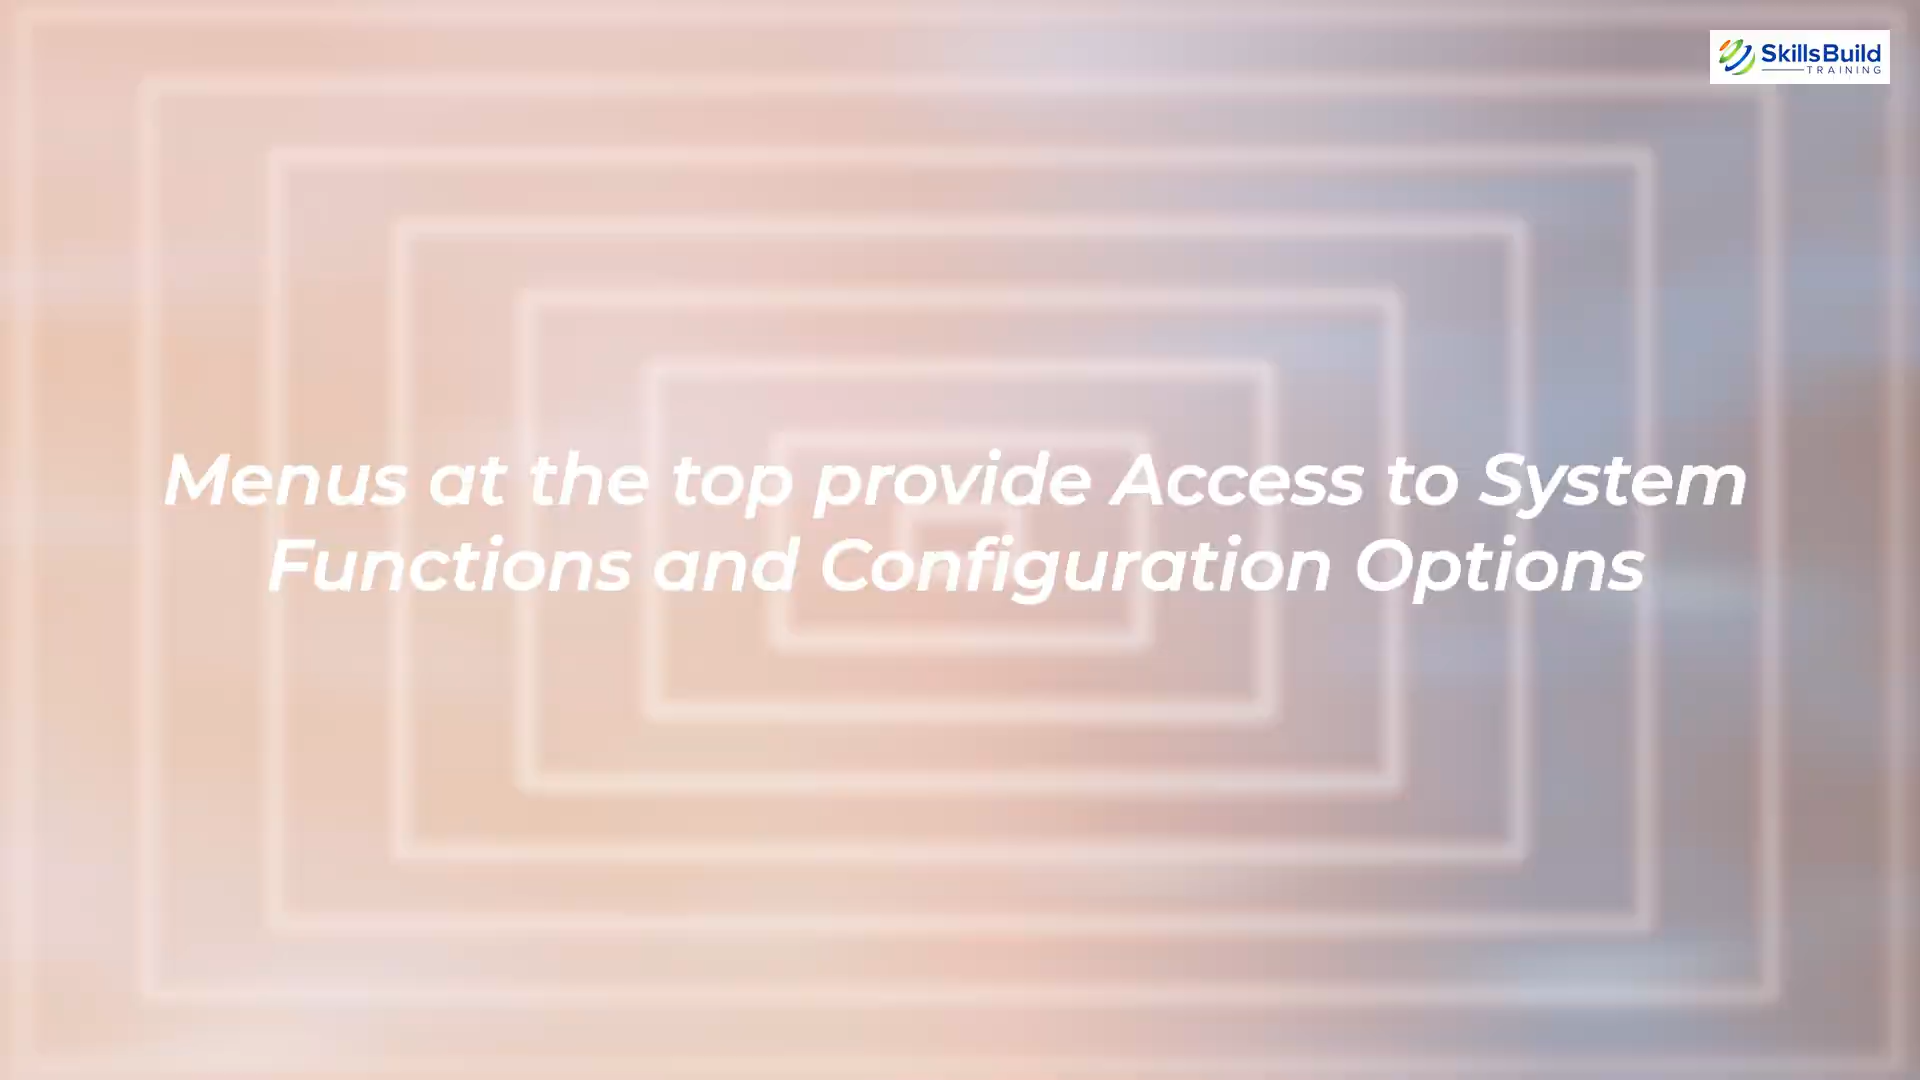 SkillsBuild
TRAINING
Menus at the top provide Access to System
Functions and Configuration Options